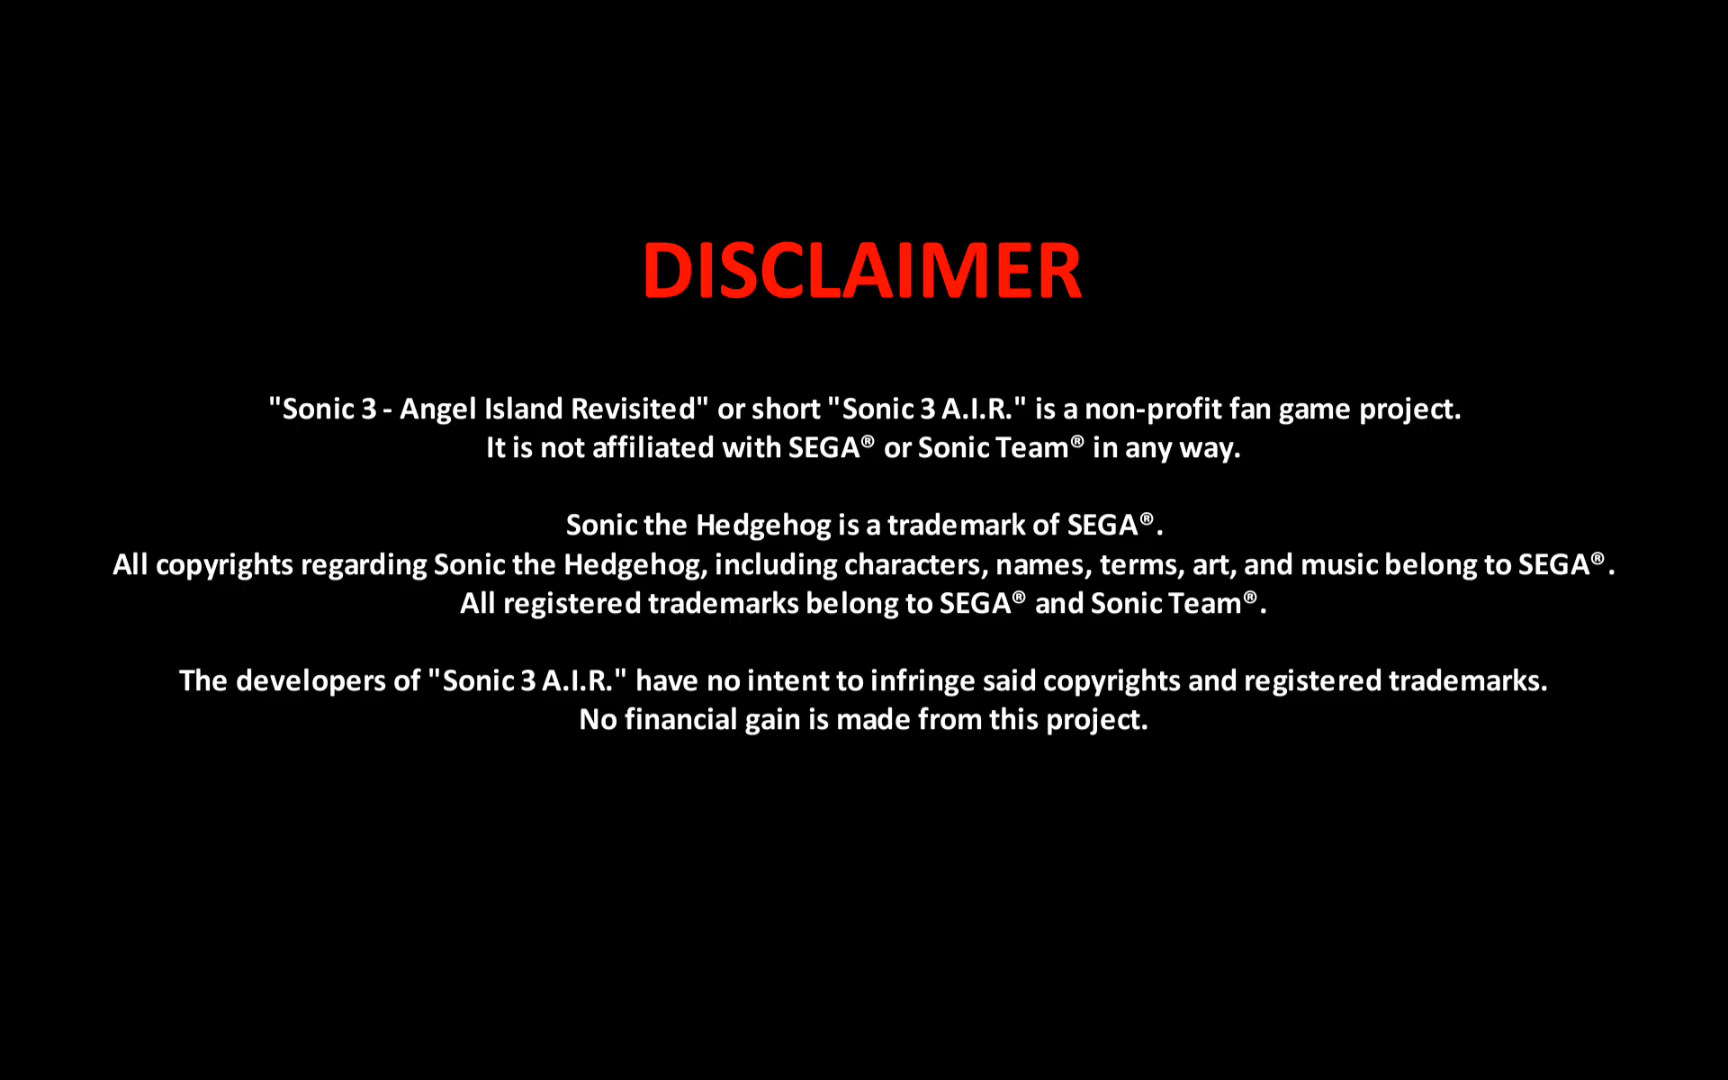 DISCLAIMER
"Sonic 3 - Angel Island Revisited" or short "Sonic 3 A.I.R." is a non-profit fan game project.
It is not affiliated with SEGA® or Sonic Team® in any way.
Sonic the Hedgehog is a trademark of SEGA®.
All copyrights regarding Sonic the Hedgehog, including characters, names, terms, art, and music belong to SEGA®.
All registered trademarks belong to SEGA® and Sonic Team®.
The developers of "Sonic 3 A.I.R." have no intent to infringe said copyrights and registered trademarks.
No financial gain is made from this project.